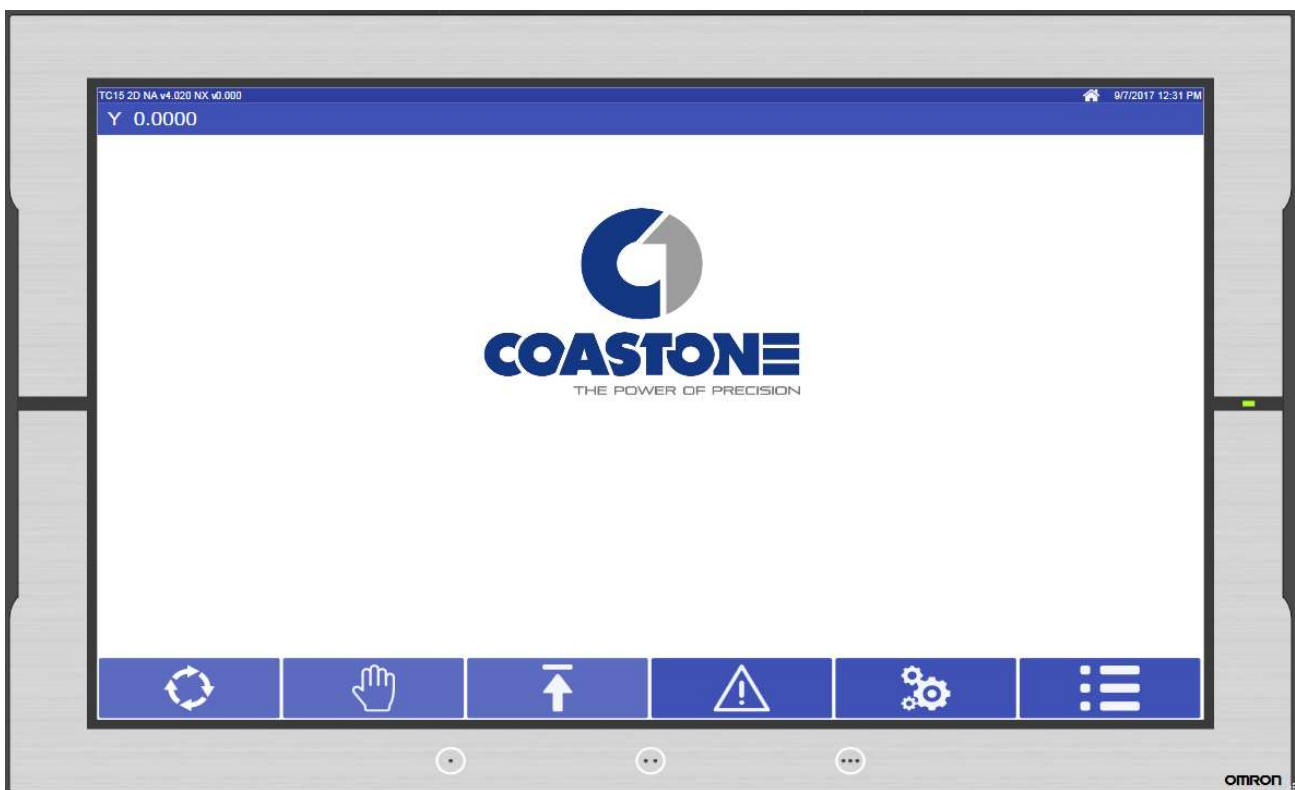 TC15 2D NA v4.020 NX v0.000
9/7/2017 12:31 PM
Y 0.0000
COASTONE
THE POWER OF PRECISION
OMRON